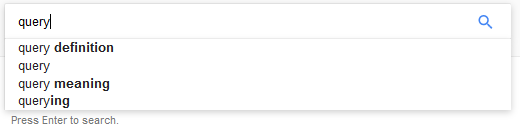 query
query definition
query
query meaning
querying
Press Enter to search.